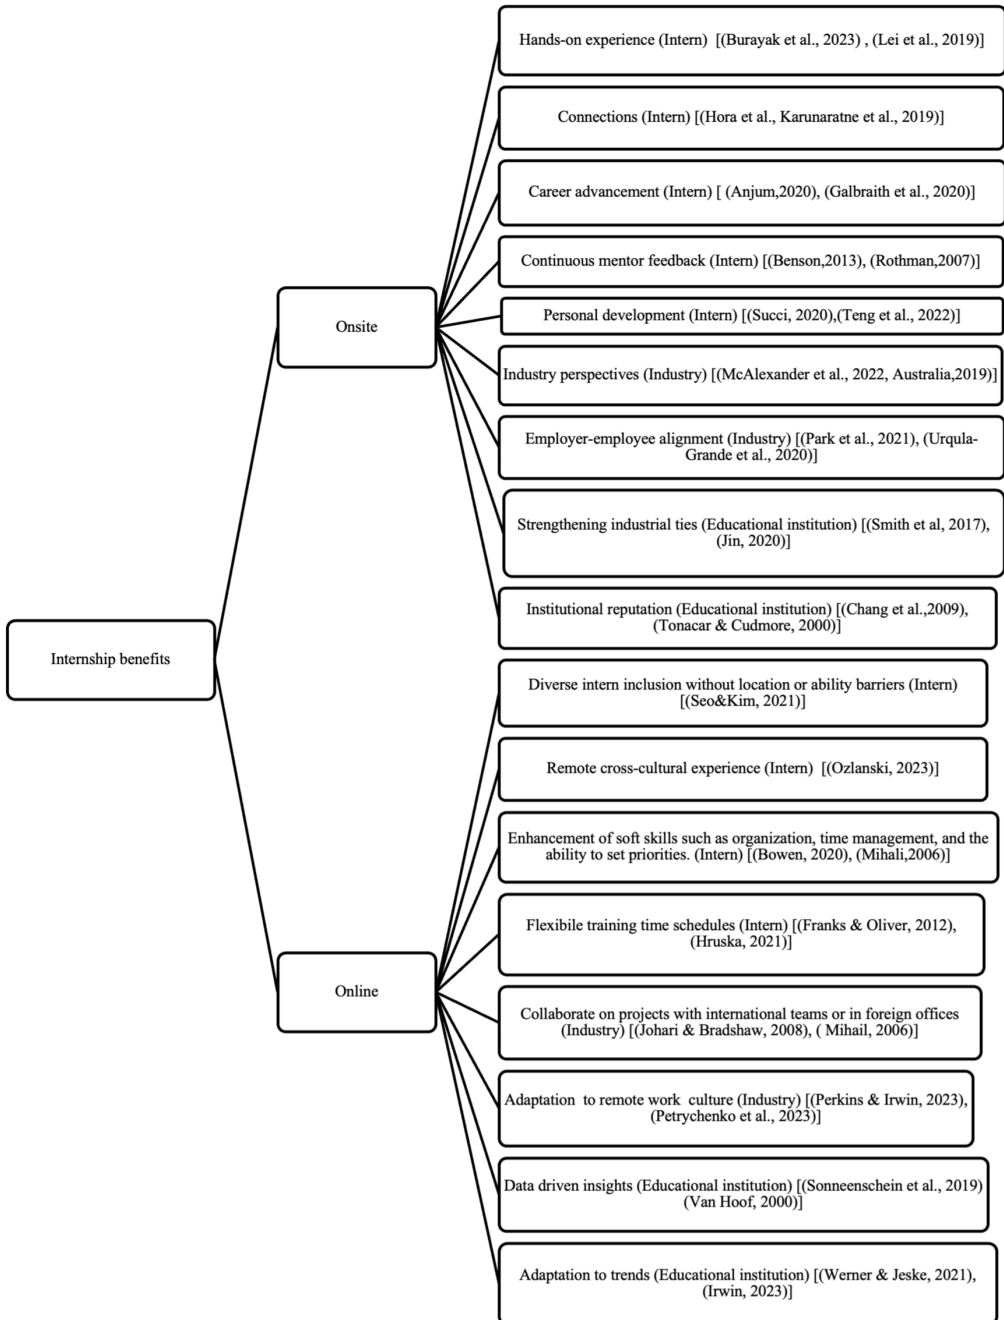 Hands-on experience (Intern) [(Burayak et al., 2023) , (Lei et al., 2019)]
Connections (Intern) [(Hora et al., Karunaratne et al., 2019)]
Career advancement (Intern) [ (Anjum,2020), (Galbraith et al., 2020)]
Continuous mentor feedback (Intern) [(Benson,2013), (Rothman,2007)]
Onsite
Personal development (Intern) [(Succi, 2020),(Teng et al., 2022)]
Industry perspectives (Industry) [(McAlexander et al., 2022, Australia,2019)]
Employer-employee alignment (Industry) [(Park et al., 2021), (Urqula-
Grande et al., 2020)]
Strengthening industrial ties (Educational institution) [(Smith et al, 2017),
(Jin, 2020)]
Institutional reputation (Educational institution) [(Chang et al.,2009),
(Tonacar & Cudmore, 2000)]
Internship benefits
Diverse intern inclusion without location or ability barriers (Intern)
[(Seo&Kim, 2021)]
Remote cross-cultural experience (Intern) [(Ozlanski, 2023)]
Enhancement of soft skills such as organization, time management, and the
ability to set priorities. (Intern) [(Bowen, 2020), (Mihali,2006)]
Flexibile training time schedules (Intern) [(Franks & Oliver, 2012),
(Hruska, 2021)]
Online
Collaborate on projects with international teams or in foreign offices
(Industry) [(Johari & Bradshaw, 2008), ( Mihail, 2006)]
Adaptation to remote work culture (Industry) [(Perkins & Irwin, 2023),
(Petrychenko et al., 2023)]
Data driven insights (Educational institution) [(Sonneenschein et al., 2019)
(Van Hoof, 2000)]
Adaptation to trends (Educational institution) [(Werner & Jeske, 2021),
(Irwin, 2023)]